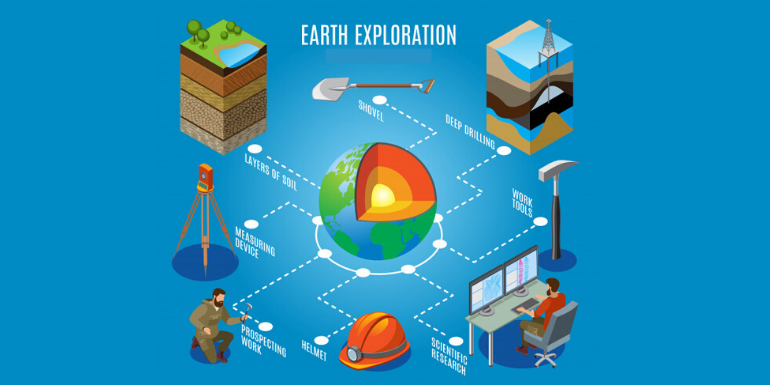 EARTH EXPLORATION
SHOVEL
DEEP DRILLING
LAYERS OF SOIL
WORK
TOOLS
MEASURING
DEVICE
PROSPECTING
WORK
HELMET
SCIENTIFIC
RESEARCH